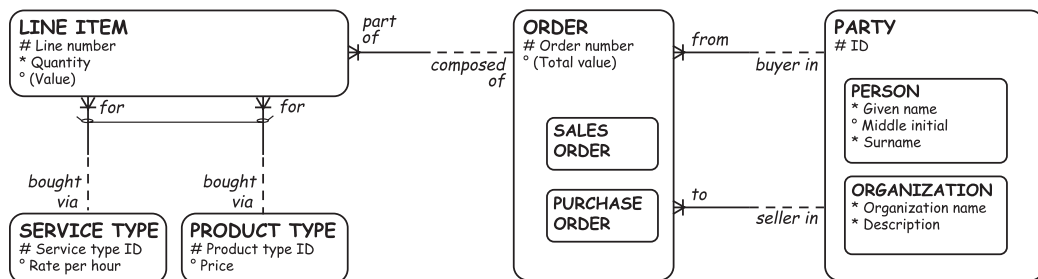 LINE ITEM
# Line number
* Quantity
° (Value)
part
of
composed
of
for
for
bought
via
bought
via
SERVICE TYPE
# Service type ID
° Rate per hour
PRODUCT TYPE
# Product type ID
° Price
ORDER
# Order number
° (Total value)
SALES
ORDER
PURCHASE
ORDER
from
buyer in
to
seller in
PARTY
# ID
PERSON
* Given name
° Middle initial
* Surname
ORGANIZATION
* Organization name
* Description